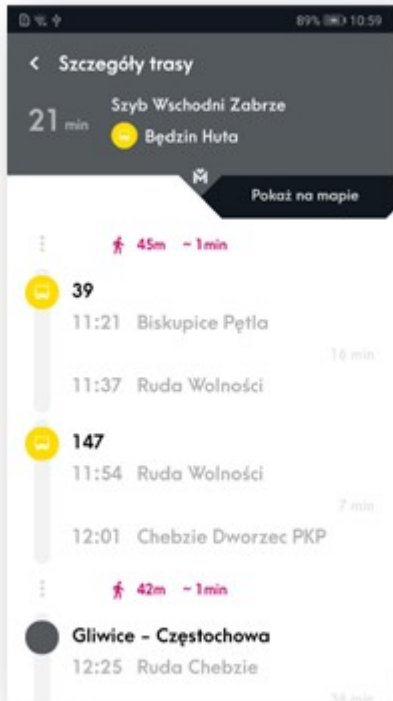 89% 10:59
Szczegóły trasy
21 min
Szyb Wschodni Zabrze
Będzin Huta
Pokaż na mapie
45m ~ 1min
39
11:21 Biskupice Pętla
16 min
11:37 Ruda Wolności
147
11:54 Ruda Wolności
7 min
12:01 Chebzie Dworzec PKP
42m ~ 1min
Gliwice - Częstochowa
12:25 Ruda Chebzie